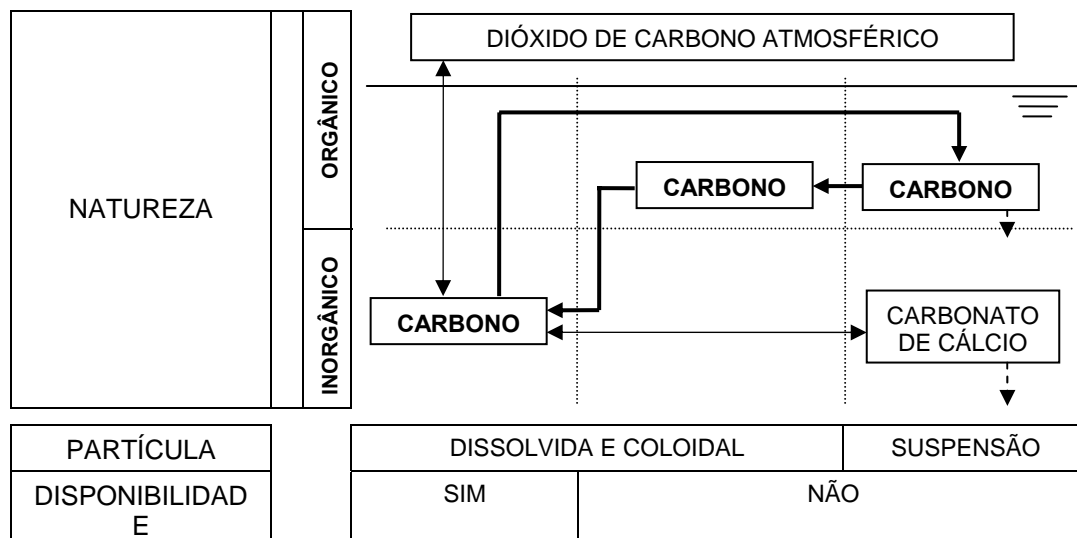 DIÓXIDO DE CARBONO ATMOSFÉRICO
ORGÂNICO
CARBONO
CARBONO
NATUREZA
INORGÂNICO
CARBONO
CARBONATO
DE CÁLCIO
PARTÍCULA
DISSOLVIDA E COLOIDAL
SUSPENSÃO
DISPONIBILIDAD
E
SIM
NÃO